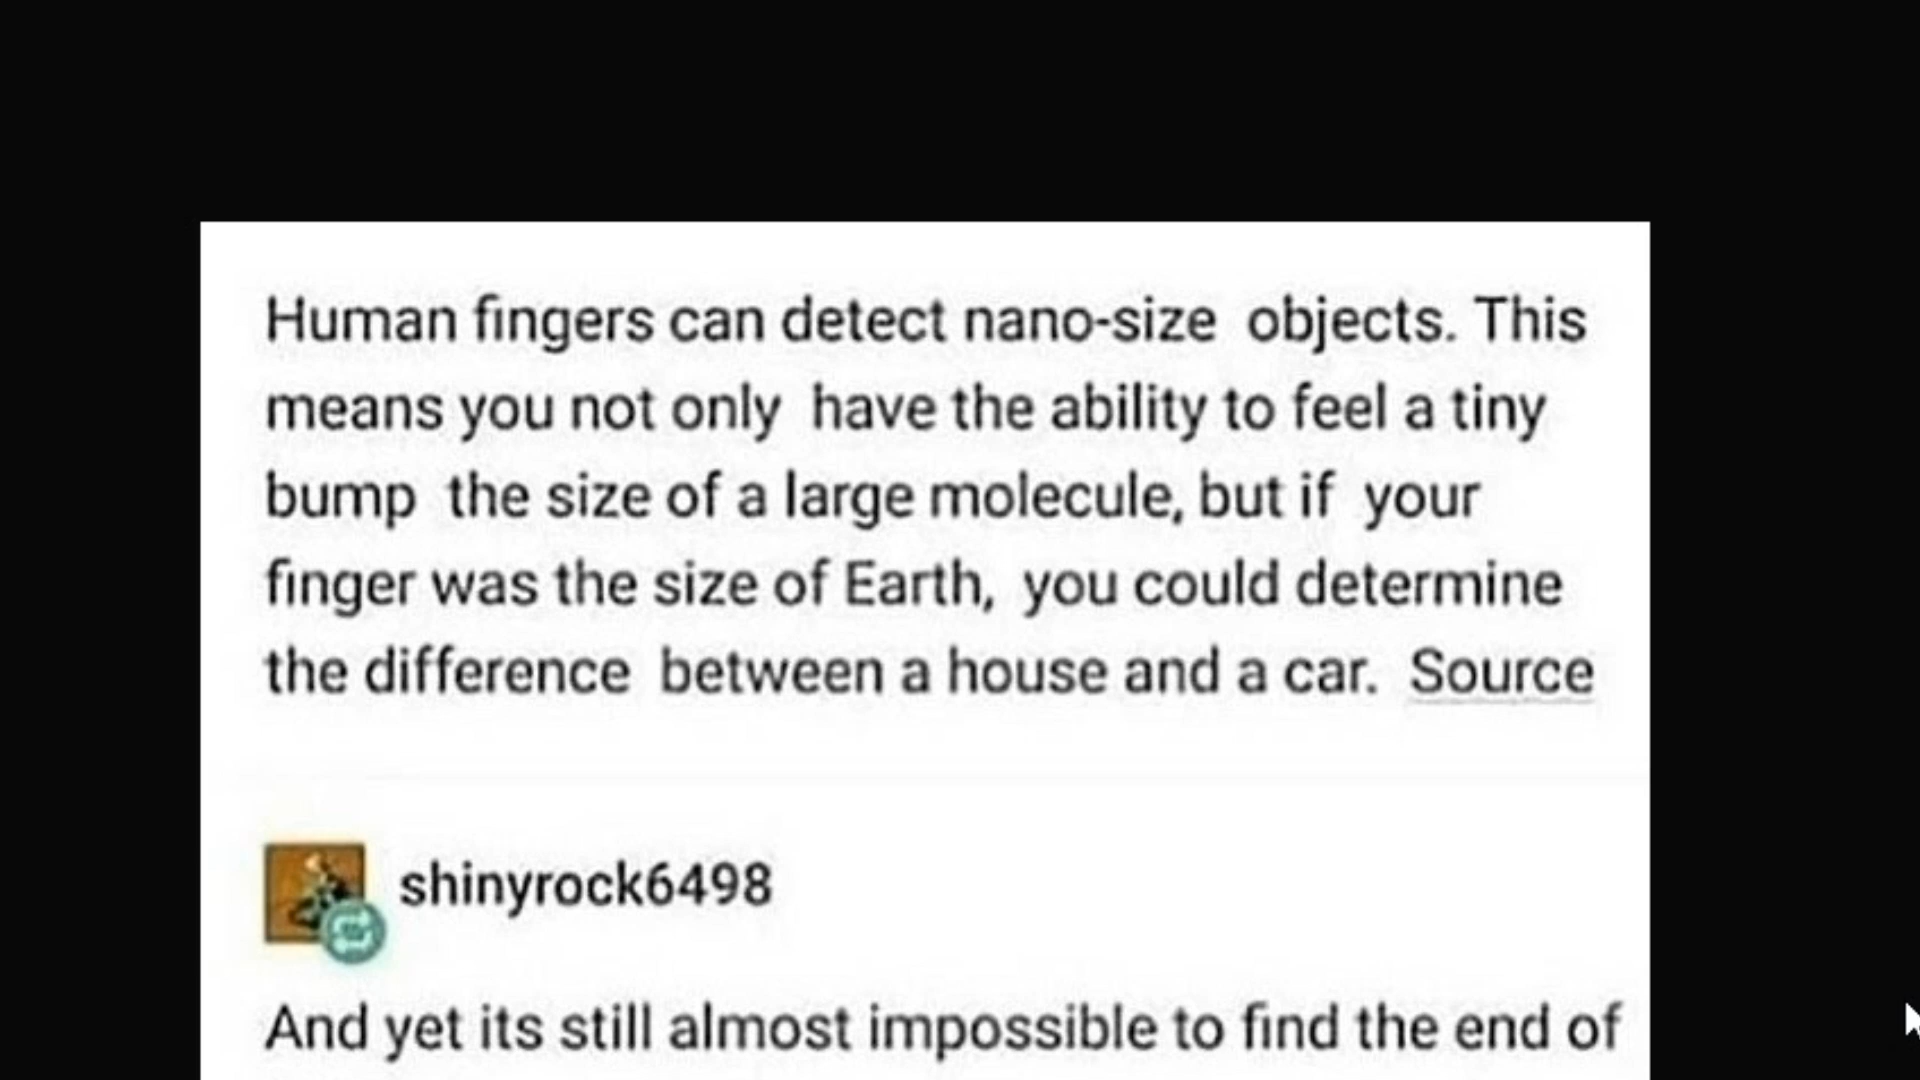 Human fingers can detect nano-size objects. This
means you not only have the ability to feel a tiny
bump the size of a large molecule, but if your
finger was the size of Earth, you could determine
the difference between a house and a car. Source
shinyrock6498
And yet its still almost impossible to find the end of